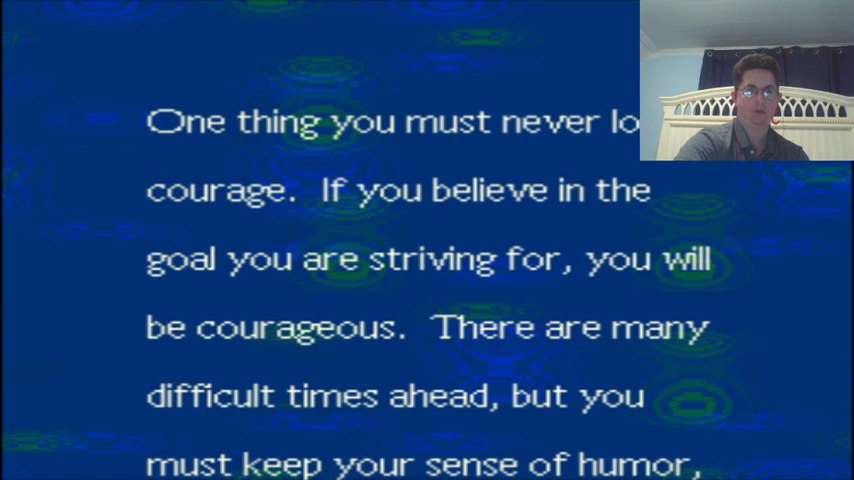 One thing you must never
courage. If you believe in the
goal you are striving for, you will
be courageous. There are many
difficult times ahead, but you
must keep your sense of humor,